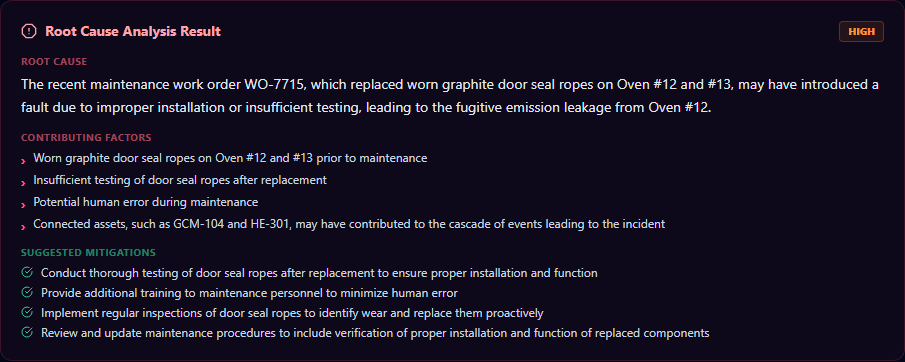 Root Cause Analysis Result
HIGH
ROOT CAUSE
The recent maintenance work order WO-7715, which replaced worn graphite door seal ropes on Oven #12 and #13, may have introduced a
fault due to improper installation or insufficient testing, leading to the fugitive emission leakage from Oven #12.
CONTRIBUTING FACTORS
› Worn graphite door seal ropes on Oven #12 and #13 prior to maintenance
› Insufficient testing of door seal ropes after replacement
› Potential human error during maintenance
› Connected assets, such as GCM-104 and HE-301, may have contributed to the cascade of events leading to the incident
SUGGESTED MITIGATIONS
Conduct thorough testing of door seal ropes after replacement to ensure proper installation and function
Provide additional training to maintenance personnel to minimize human error
Implement regular inspections of door seal ropes to identify wear and replace them proactively
Review and update maintenance procedures to include verification of proper installation and function of replaced components